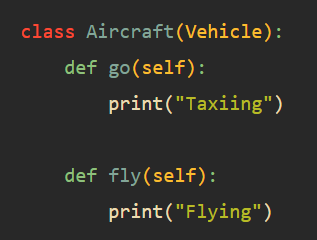 class Aircraft(Vehicle):
    def go(self):
        print("Taxiing")

    def fly(self):
        print("Flying")